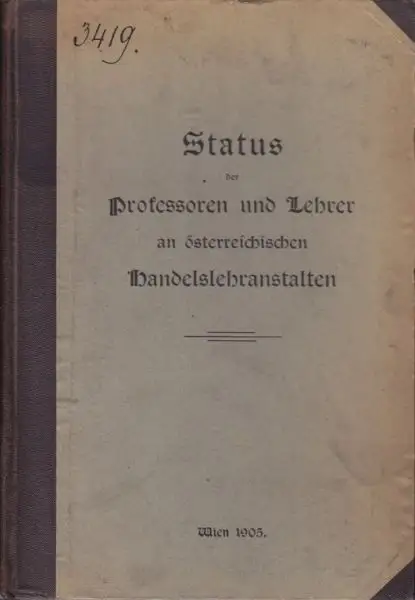 3419.
Status
der
Professoren und Lehrer
an österreichischen
Handelslehranstalten
Wien 1905.